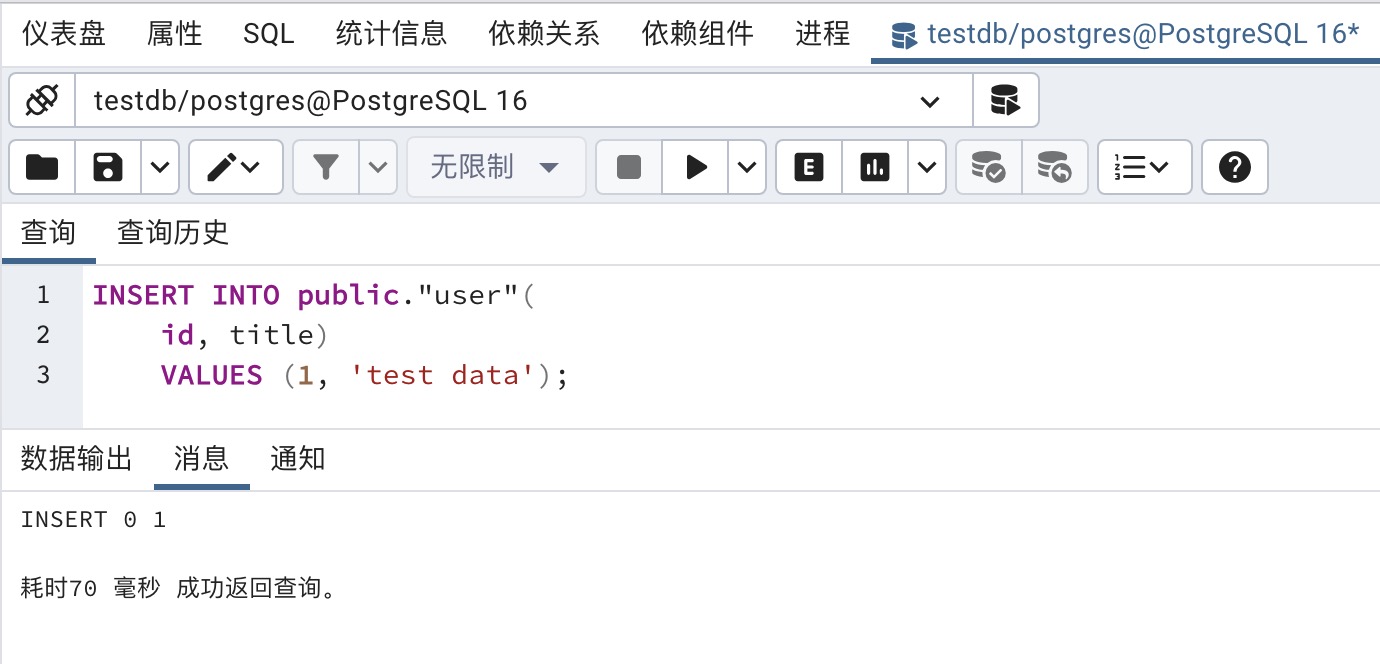 仪表盘 属性 SQL 统计信息 依赖关系 依赖组件 进程 testdb/postgres@PostgreSQL 16*
testdb/postgres@PostgreSQL 16
无限制 E
查询 查询历史
1 INSERT INTO public."user"(
2 id, title)
3 VALUES (1, 'test data');
数据输出 消息 通知
INSERT 0 1
耗时70 毫秒 成功返回查询。